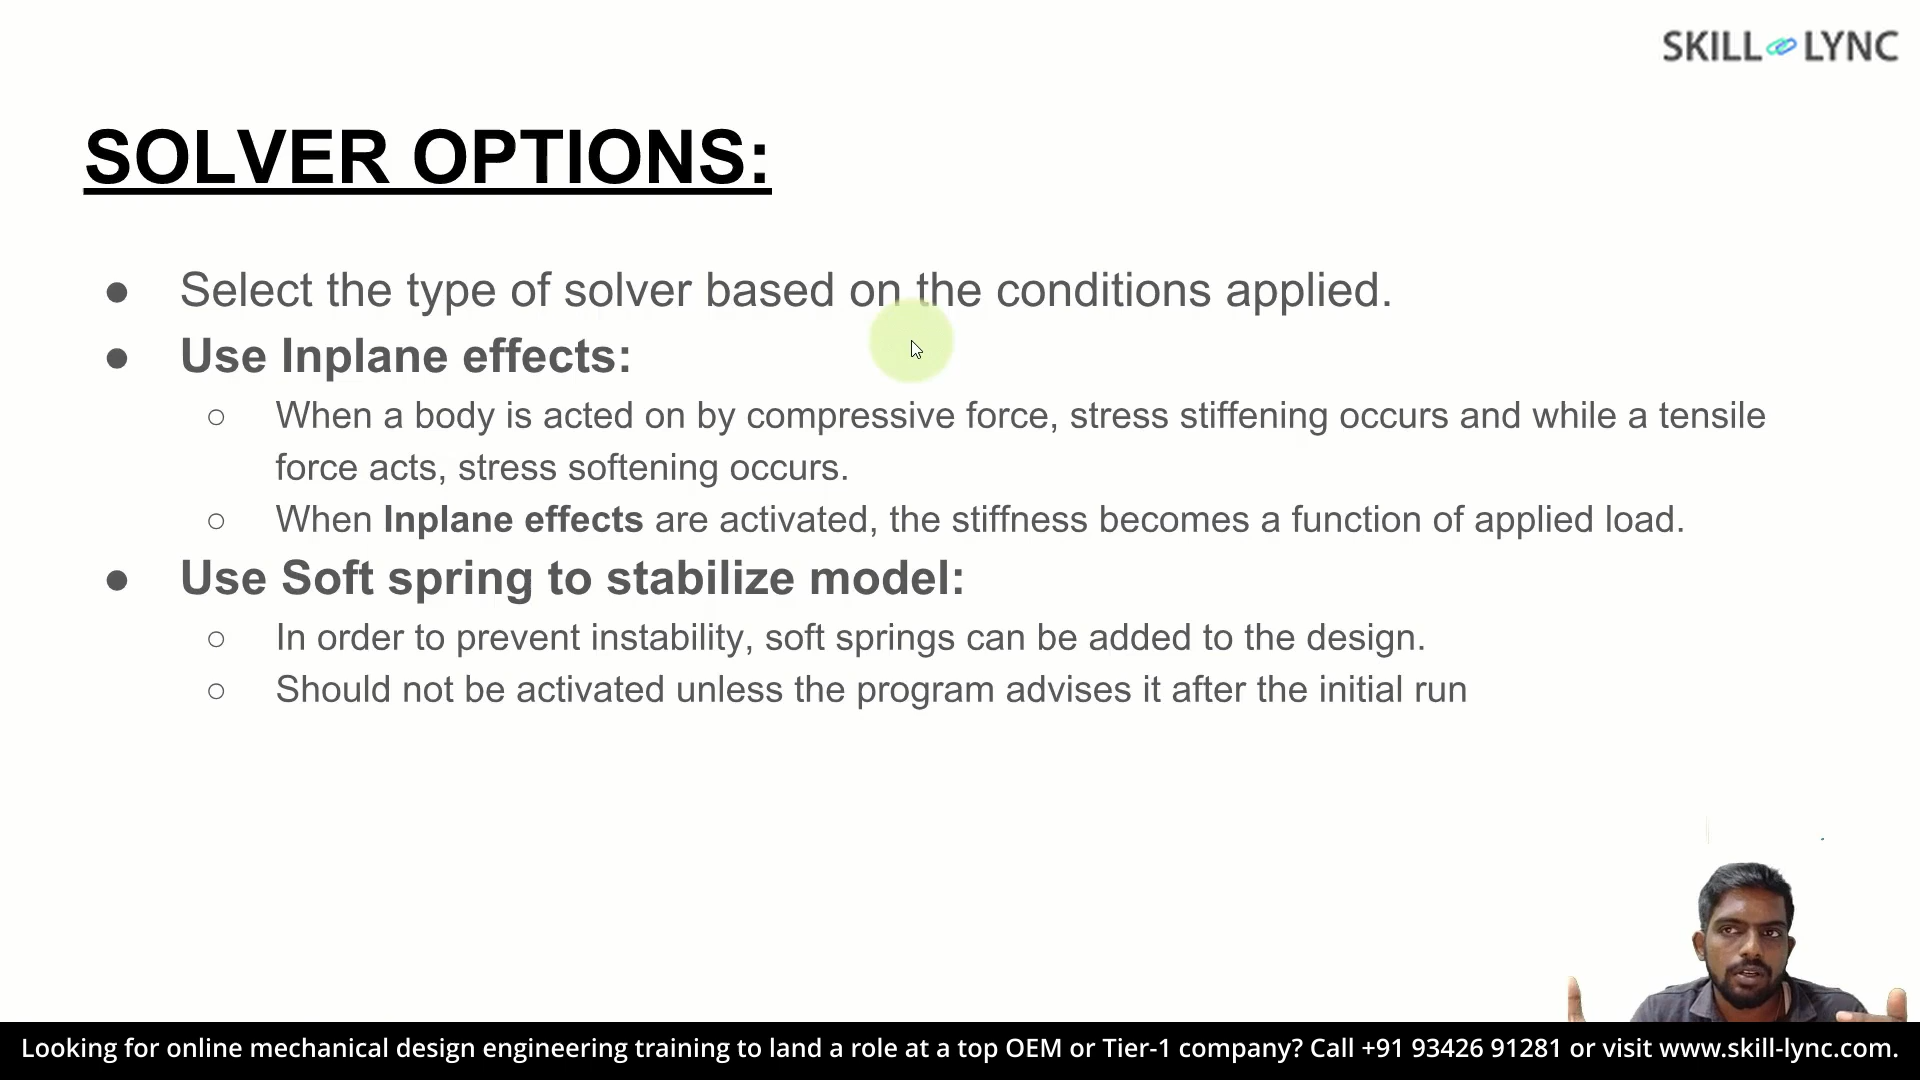 SKILL LYNC
SOLVER OPTIONS:
● Select the type of solver based on the conditions applied.
● Use Inplane effects:
○ When a body is acted on by compressive force, stress stiffening occurs and while a tensile
force acts, stress softening occurs.
○ When Inplane effects are activated, the stiffness becomes a function of applied load.
● Use Soft spring to stabilize model:
○ In order to prevent instability, soft springs can be added to the design.
○ Should not be activated unless the program advises it after the initial run
Looking for online mechanical design engineering training to land a role at a top OEM or Tier-1 company? Call +91 93426 91281 or visit www.skill-lync.com.